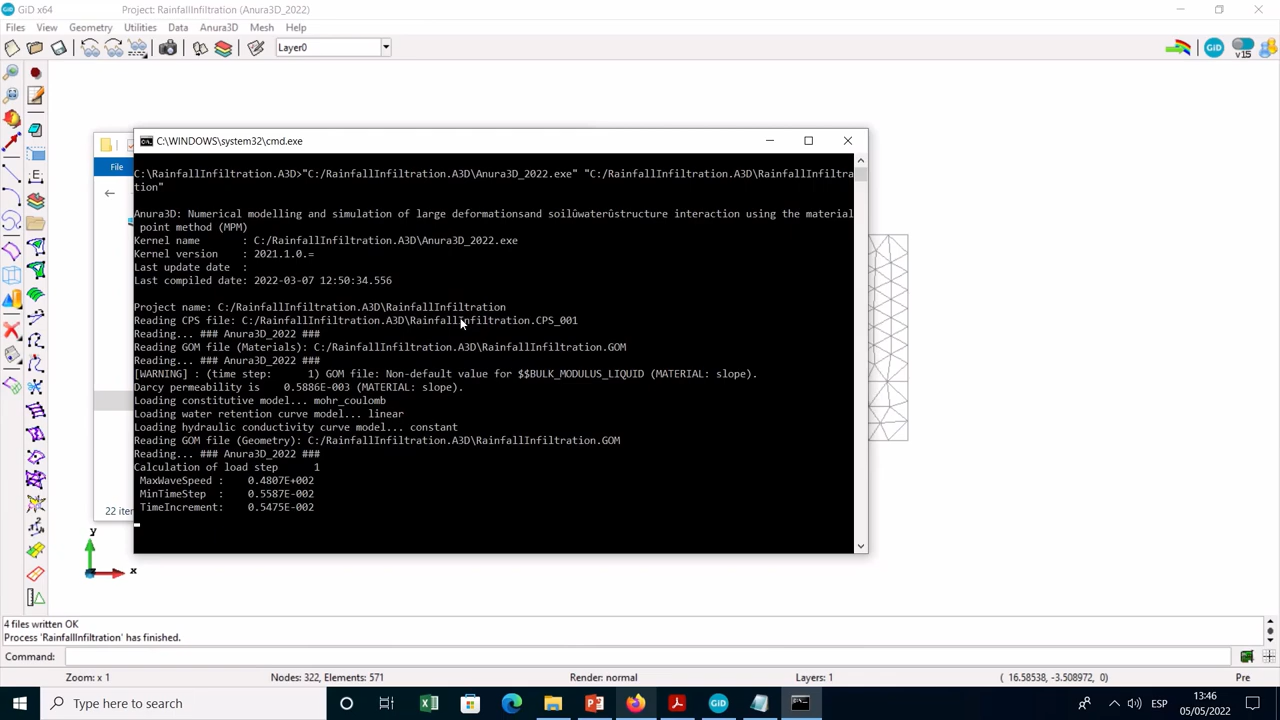 GiD x64 Project: RainfallInfiltration (Anura3D_2022)
Files View Geometry Utilities Data Anura3D Mesh Help
Layer0
GiD
v15
C:\WINDOWS\system32\cmd.exe
File
C:\RainfallInfiltration.A3D>"C:/RainfallInfiltration.A3D\Anura3D_2022.exe" "C:/RainfallInfiltration.A3D\RainfallInfiltra
tion"
Anura3D: Numerical modelling and simulation of large deformationsand soilûwaterûstructure interaction using the material
point method (MPM)
Kernel name : C:/RainfallInfiltration.A3D\Anura3D_2022.exe
Kernel version : 2021.1.0.=
Last update date :
Last compiled date: 2022-03-07 12:50:34.556
Project name: C:/RainfallInfiltration.A3D\RainfallInfiltration
Reading CPS file: C:/RainfallInfiltration.A3D\RainfallInfiltration.CPS_001
Reading... ### Anura3D_2022 ###
Reading GOM file (Materials): C:/RainfallInfiltration.A3D\RainfallInfiltration.GOM
Reading... ### Anura3D_2022 ###
[WARNING] : (time step: 1) GOM file: Non-default value for $$BULK_MODULUS_LIQUID (MATERIAL: slope).
Darcy permeability is 0.5886E-003 (MATERIAL: slope).
Loading constitutive model... mohr_coulomb
Loading water retention curve model... linear
Loading hydraulic conductivity curve model... constant
Reading GOM file (Geometry): C:/RainfallInfiltration.A3D\RainfallInfiltration.GOM
Reading... ### Anura3D_2022 ###
Calculation of load step 1
MaxWaveSpeed : 0.4807E+002
MinTimeStep : 0.5587E-002
TimeIncrement: 0.5475E-002
22 iter
y
x
4 files written OK
Process 'RainfallInfiltration' has finished.
Command:
Zoom: x 1 Nodes: 322, Elements: 571 Render: normal Layers: 1 ( 16.58538, -3.508972, 0) Pre
Type here to search
ESP
13:46
05/05/2022